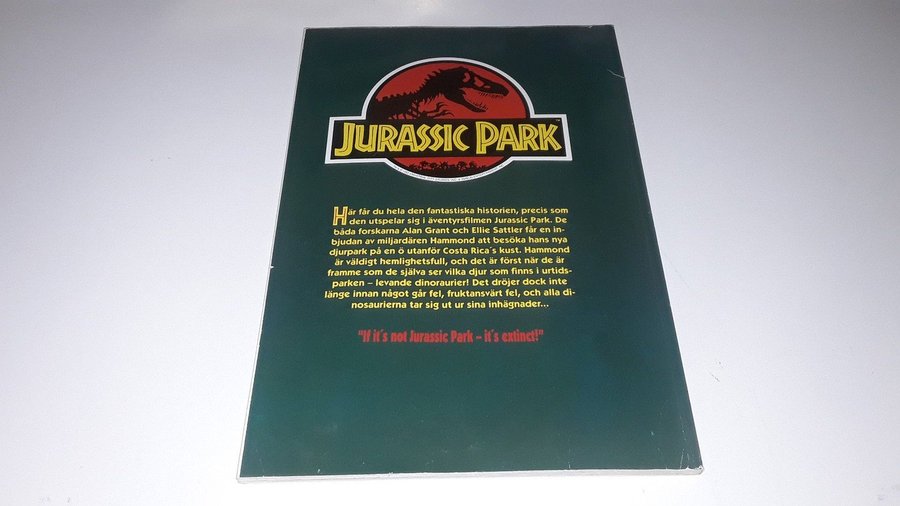 JURASSIC PARK
Här får du hela den fantastiska historien, precis som
den utspelar sig i äventyrsfilmen Jurassic Park. De
båda forskarna Alan Grant och Ellie Sattler får en in-
bjudan av miljardären Hammond att besöka hans nya
djurpark på en ö utanför Costa Rica´s kust. Hammond
är väldigt hemlighetsfull, och det är först när de är
framme som de själva ser vilka djur som finns i urtids-
parken – levande dinoraurier! Det dröjer dock inte
länge innan något går fel, fruktansvärt fel, och alla di-
nosaurierna tar sig ut ur sina inhägnader...
"If it´s not Jurassic Park – it´s extinct!"